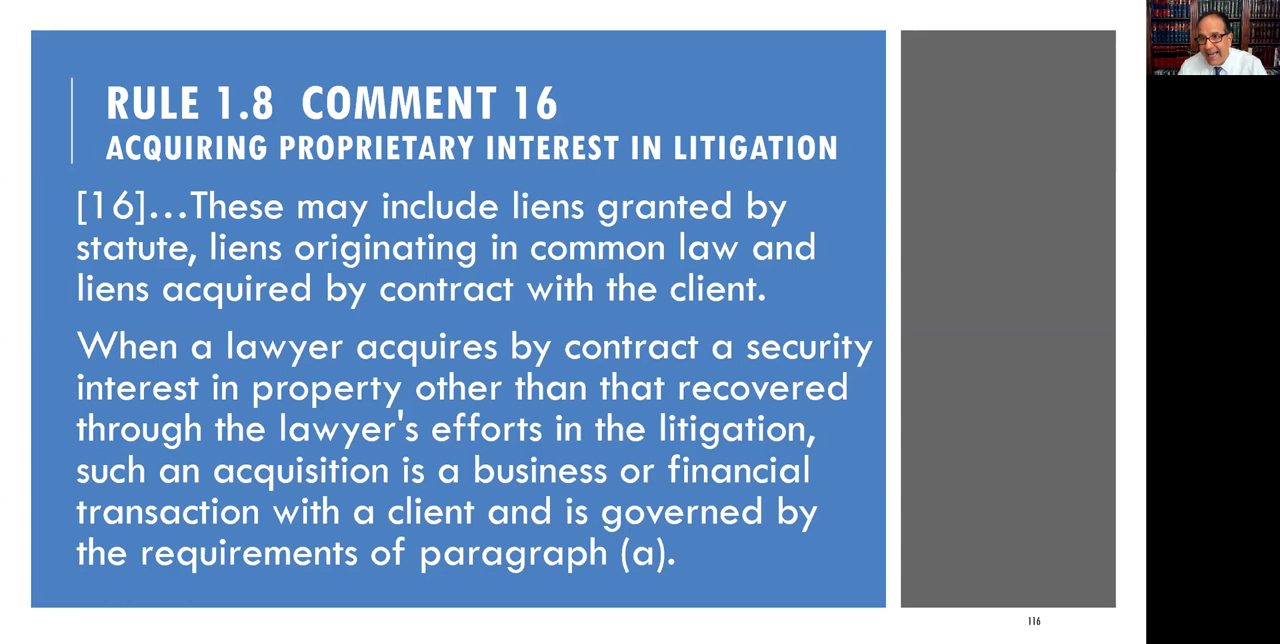 RULE 1.8 COMMENT 16
ACQUIRING PROPRIETARY INTEREST IN LITIGATION
[16]…These may include liens granted by
statute, liens originating in common law and
liens acquired by contract with the client.
When a lawyer acquires by contract a security
interest in property other than that recovered
through the lawyer's efforts in the litigation,
such an acquisition is a business or financial
transaction with a client and is governed by
the requirements of paragraph (a).
116